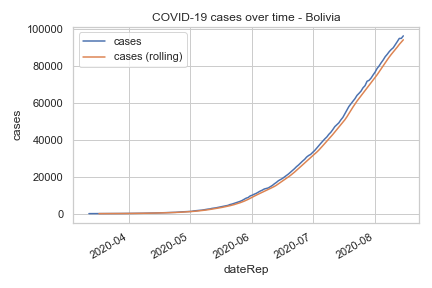 COVID-19 cases over time - Bolivia
cases
cases (rolling)
100000
80000
60000
40000
20000
0
cases
2020-04
2020-05
2020-06
2020-07
2020-08
dateRep